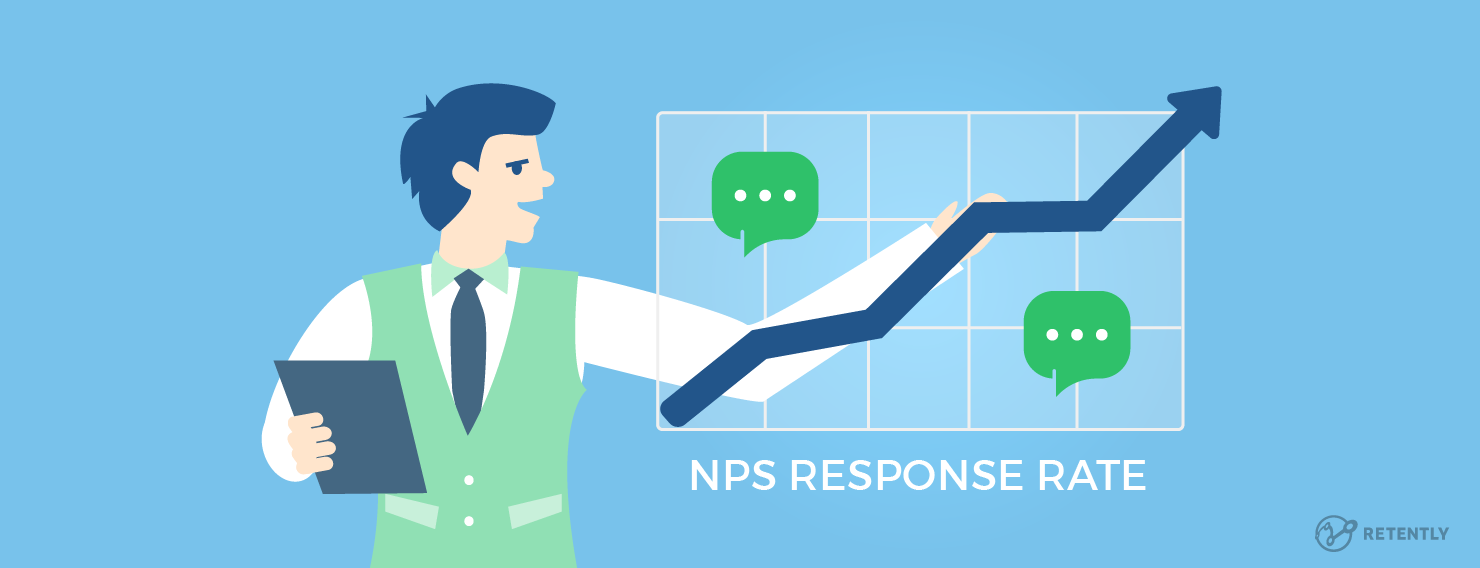 NPS RESPONSE RATE
RETENTLY